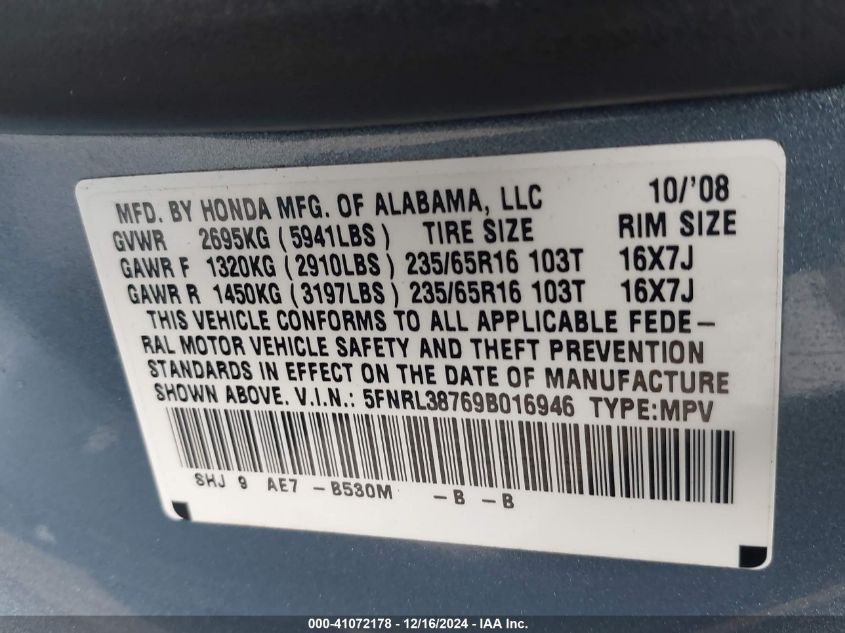 MFD. BY HONDA MFG. OF ALABAMA, LLC 10/'08
GVWR 2695KG (5941LBS) TIRE SIZE RIM SIZE
GAWR F 1320KG (2910LBS) 235/65R16 103T 16X7J
GAWR R 1450KG (3197LBS) 235/65R16 103T 16X7J
THIS VEHICLE CONFORMS TO ALL APPLICABLE FEDE-
RAL MOTOR VEHICLE SAFETY AND THEFT PREVENTION
STANDARDS IN EFFECT ON THE DATE OF MANUFACTURE
SHOWN ABOVE. V.I.N.: 5FNRL38769B016946 TYPE:MPV
SHJ 9 AE7 -B530M -B -B
000-41072178 - 12/16/2024 - IAA Inc.